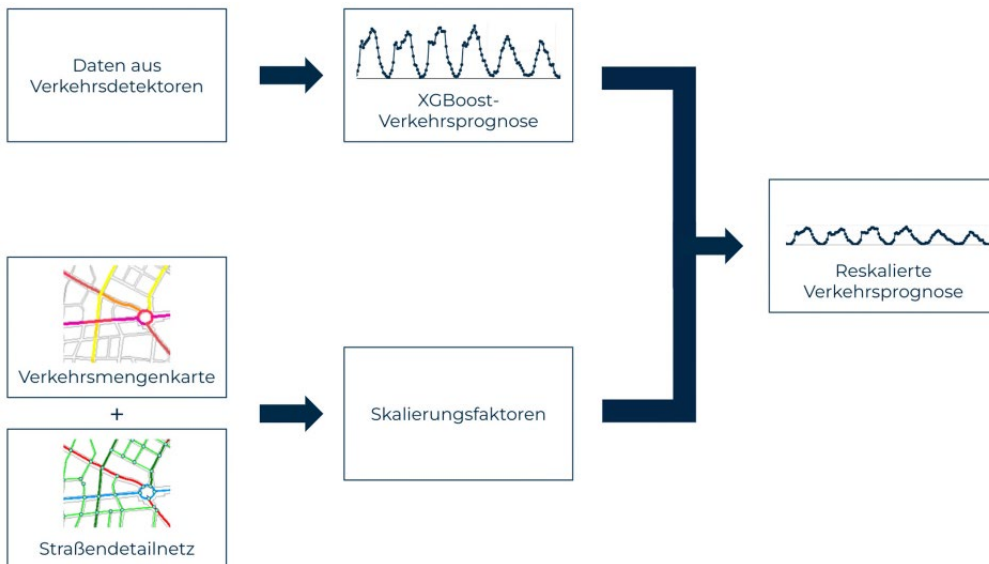 Daten aus
Verkehrsdetektoren
XGBoost-
Verkehrsprognose
Reskalierte
Verkehrsprognose
Verkehrsmengenkarte
+
Straßendetailnetz
Skalierungsfaktoren